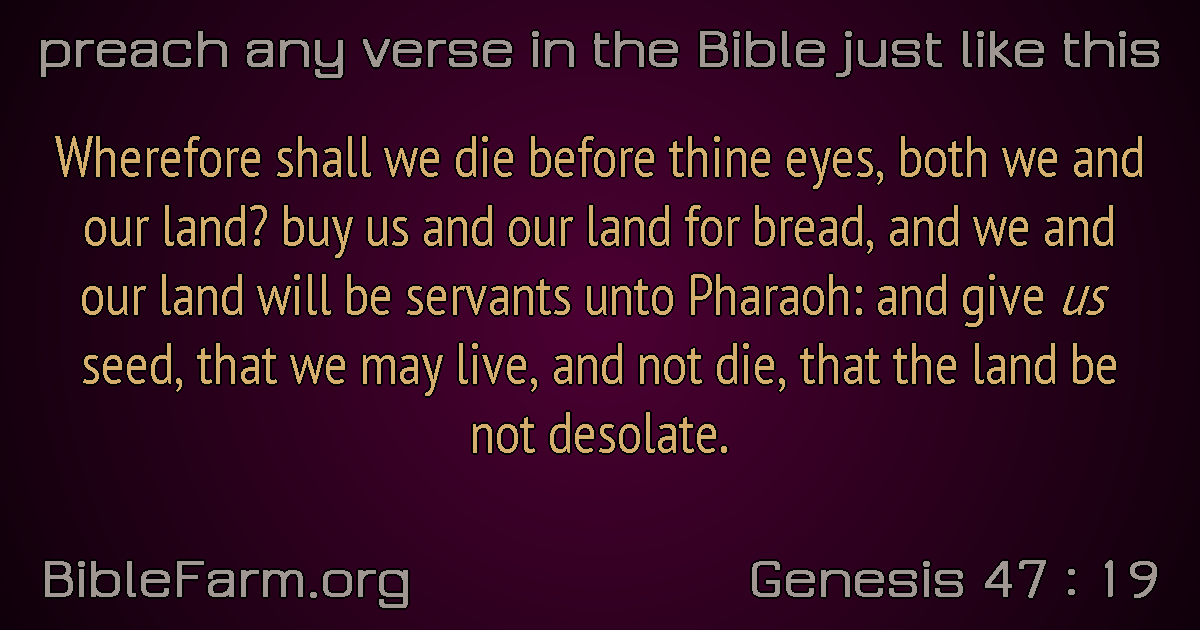 preach any verse in the Bible just like this
Wherefore shall we die before thine eyes, both we and
our land? buy us and our land for bread, and we and
our land will be servants unto Pharaoh: and give us
seed, that we may live, and not die, that the land be
not desolate.
BibleFarm.org
Genesis 47 : 19